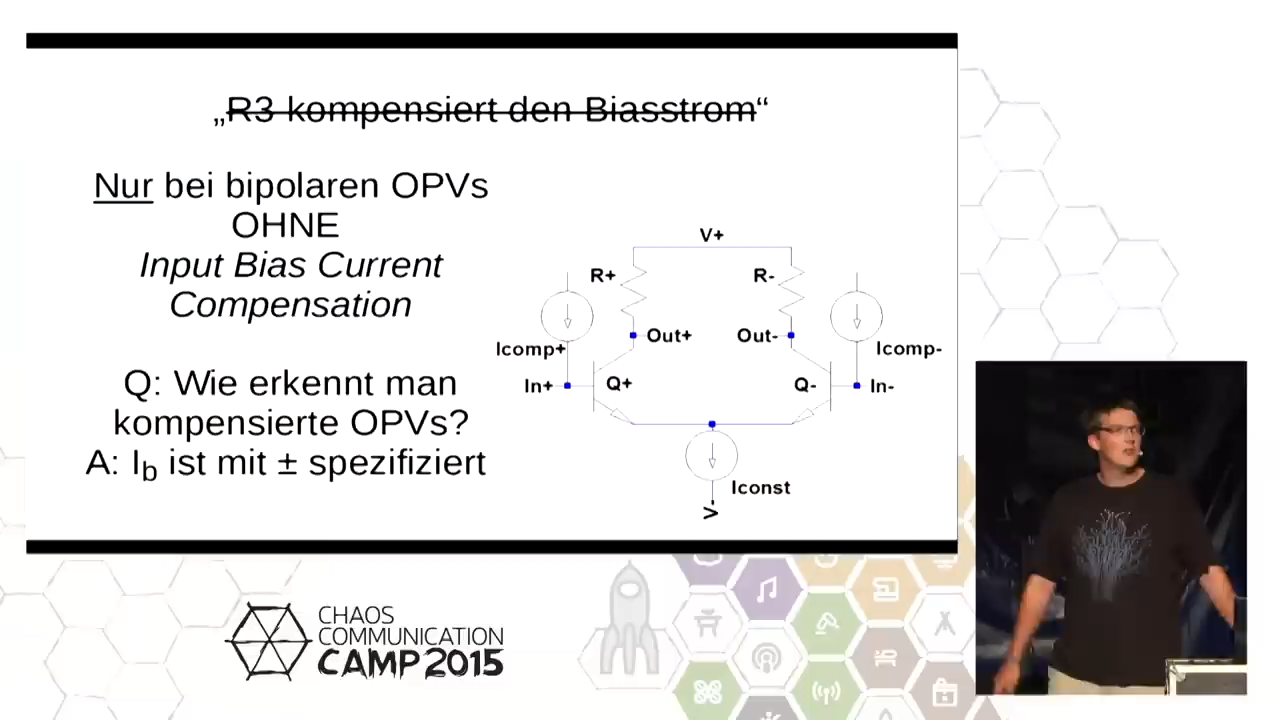 „R3 kompensiert den Biasstrom“
Nur bei bipolaren OPVs
OHNE
Input Bias Current
Compensation
Q: Wie erkennt man
kompensierte OPVs?
A: Ib ist mit ± spezifiziert
V+
R+
R-
Out+
Out-
Icomp+
Icomp-
In+
Q+
Q-
In-
Iconst
V-
CHAOS
COMMUNICATION
CAMP 2015